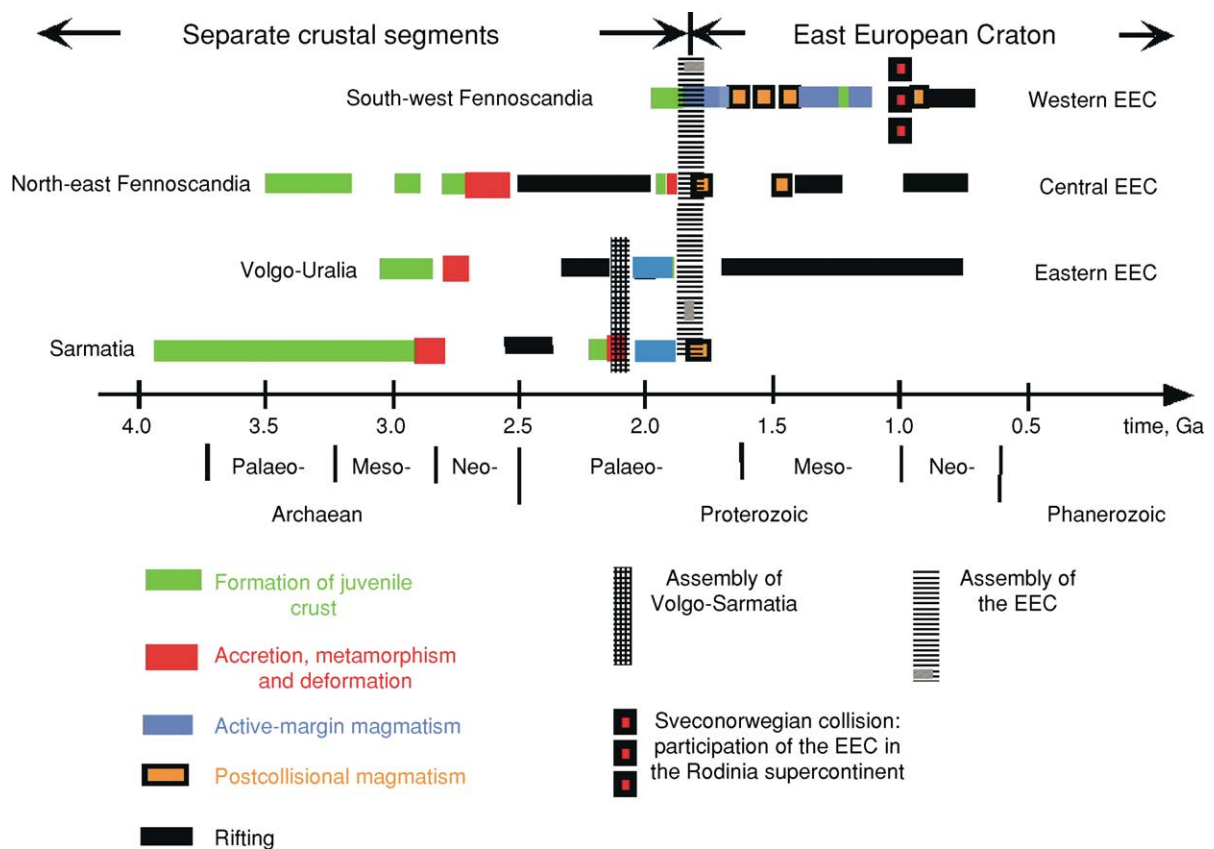 Separate crustal segments
East European Craton
South-west Fennoscandia
Western EEC
North-east Fennoscandia
Central EEC
Volgo-Uralia
Eastern EEC
Sarmatia
4.0 3.5 3.0 2.5 2.0 1.5 1.0 0.5 time, Ga
Palaeo- Meso- Neo- Palaeo- Meso- Neo-
Archaean Proterozoic Phanerozoic
Formation of juvenile
crust
Accretion, metamorphism
and deformation
Active-margin magmatism
Postcollisional magmatism
Rifting
Assembly of
Volgo-Sarmatia
Sveconorwegian collision:
participation of the EEC in
the Rodinia supercontinent
Assembly of
the EEC